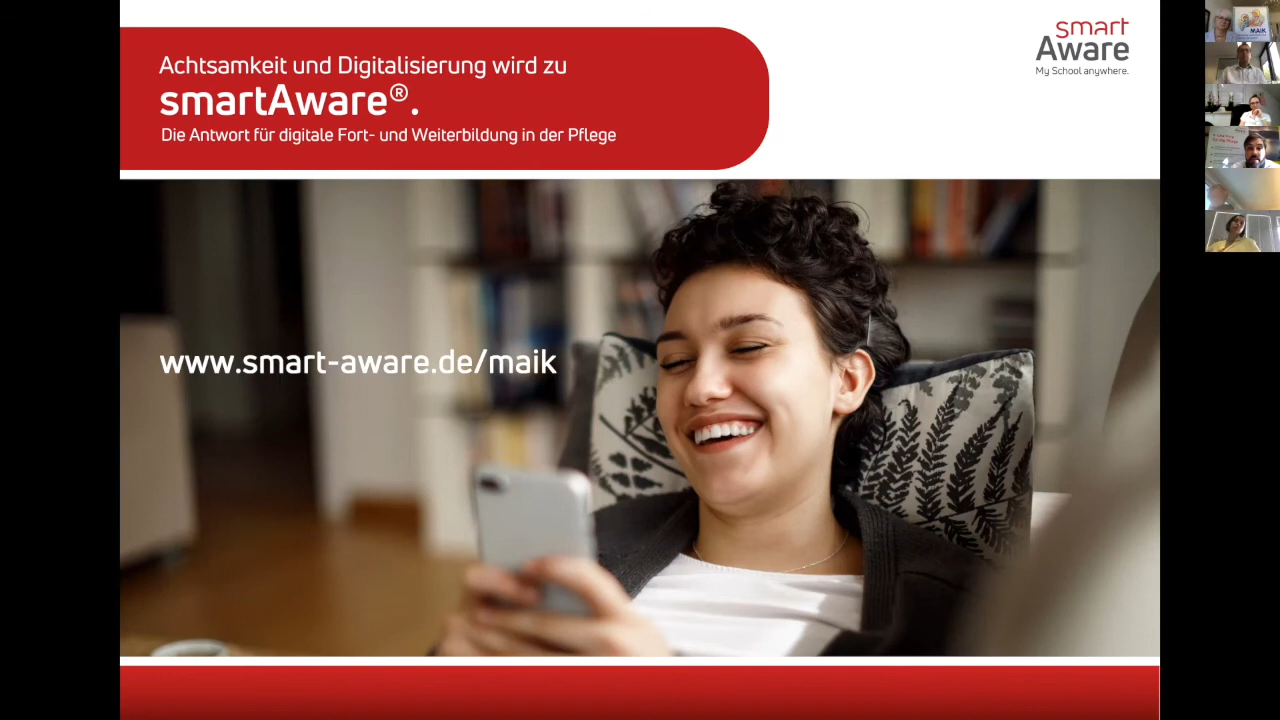 Achtsamkeit und Digitalisierung wird zu
smartAware®.
Die Antwort für digitale Fort- und Weiterbildung in der Pflege
smart
Aware
My School anywhere.
www.smart-aware.de/maik
MAIK